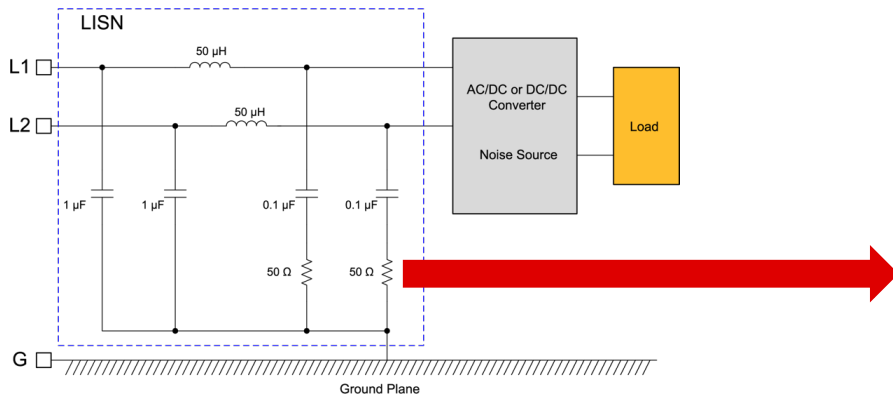 LISN
50 µH
L1
50 µH
L2
AC/DC or DC/DC
Converter
Noise Source
Load
1 µF
1 µF
0.1 µF
0.1 µF
50 Ω
50 Ω
G
Ground Plane